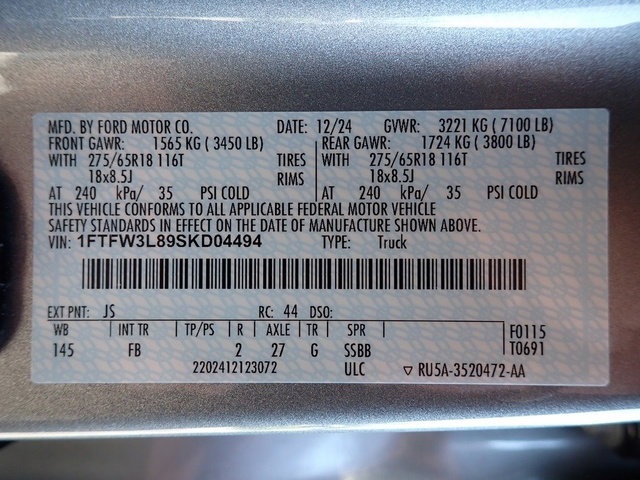 MFD. BY FORD MOTOR CO. DATE: 12/24 GVWR: 3221 KG ( 7100 LB)
FRONT GAWR: 1565 KG ( 3450 LB) REAR GAWR: 1724 KG ( 3800 LB)
WITH 275/65R18 116T TIRES WITH 275/65R18 116T TIRES
18x8.5J RIMS 18x8.5J RIMS
AT 240 kPa/ 35 PSI COLD AT 240 kPa/ 35 PSI COLD
THIS VEHICLE CONFORMS TO ALL APPLICABLE FEDERAL MOTOR VEHICLE
SAFETY STANDARDS IN EFFECT ON THE DATE OF MANUFACTURE SHOWN ABOVE.
VIN: 1FTFW3L89SKD04494 TYPE: Truck
EXT PNT: JS RC: 44 DSO:
WB INT TR TP/PS R AXLE TR SPR F0115
145 FB 2 27 G SSBB T0691
2202412123072 ULC ▽ RU5A-3520472-AA